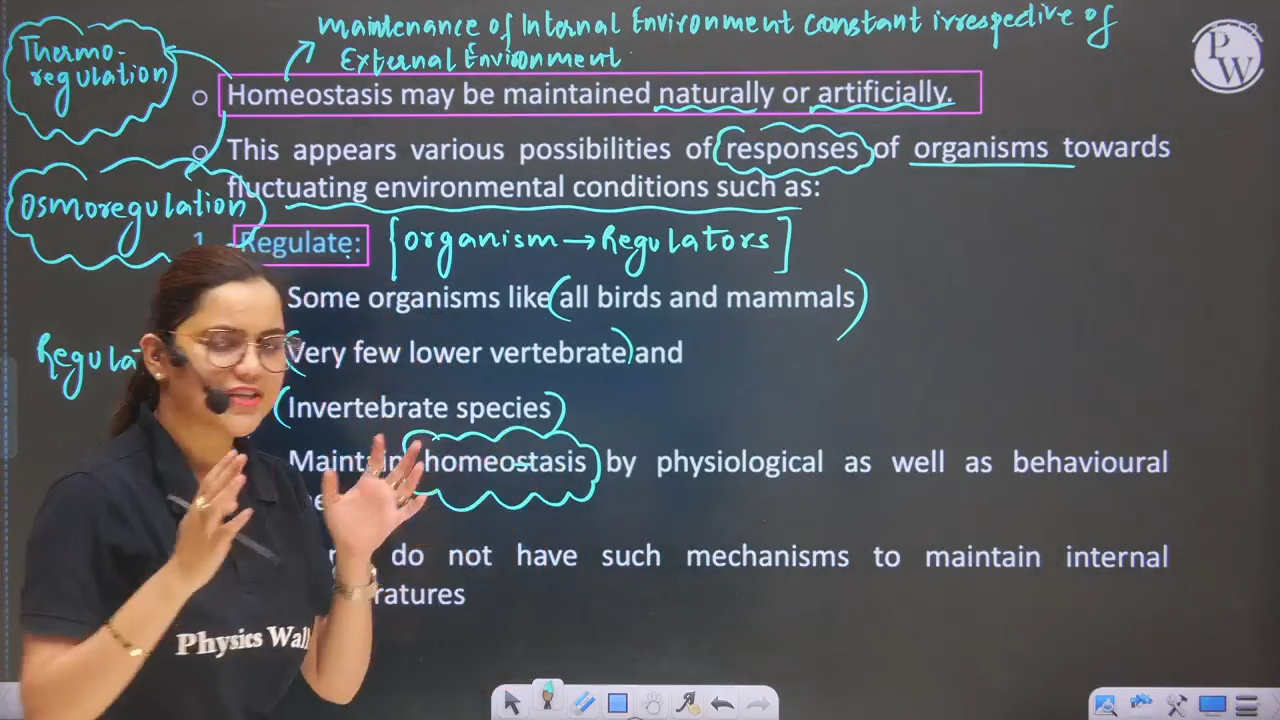 maintenance of Internal Environment constant irrespective of
External Environment
Thermo-
regulation
PW
Homeostasis may be maintained naturally or artificially.
This appears various possibilities of responses of organisms towards
fluctuating environmental conditions such as:
Osmoregulation
1. Regulate: [organism → Regulators]
Some organisms like (all birds and mammals)
(Very few lower vertebrate) and
(Invertebrate species)
Maintain homeostasis by physiological as well as behavioural
do not have such mechanisms to maintain internal
Physics Wall